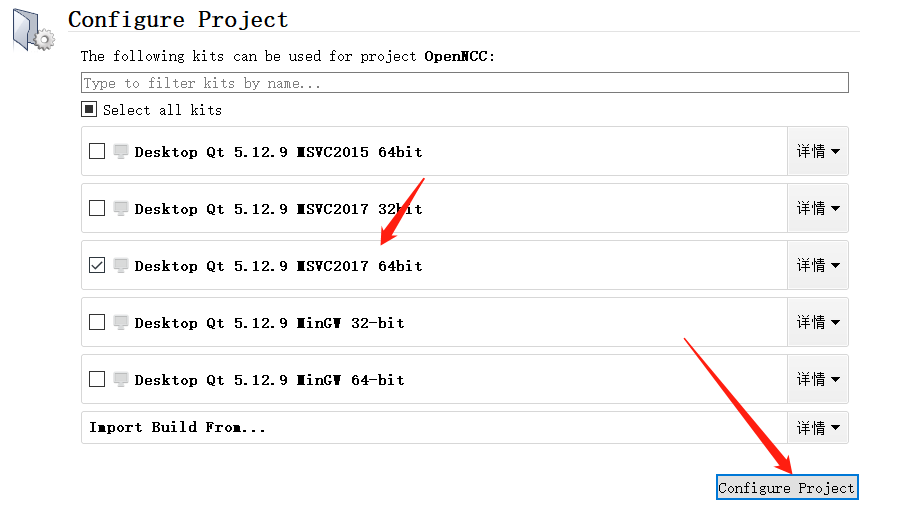 Configure Project
The following kits can be used for project OpenNCC:
Type to filter kits by name...
Select all kits
Desktop Qt 5.12.9 MSVC2015 64bit 详情
Desktop Qt 5.12.9 MSVC2017 32bit 详情
Desktop Qt 5.12.9 MSVC2017 64bit 详情
Desktop Qt 5.12.9 MinGW 32-bit 详情
Desktop Qt 5.12.9 MinGW 64-bit 详情
Import Build From... 详情
Configure Project